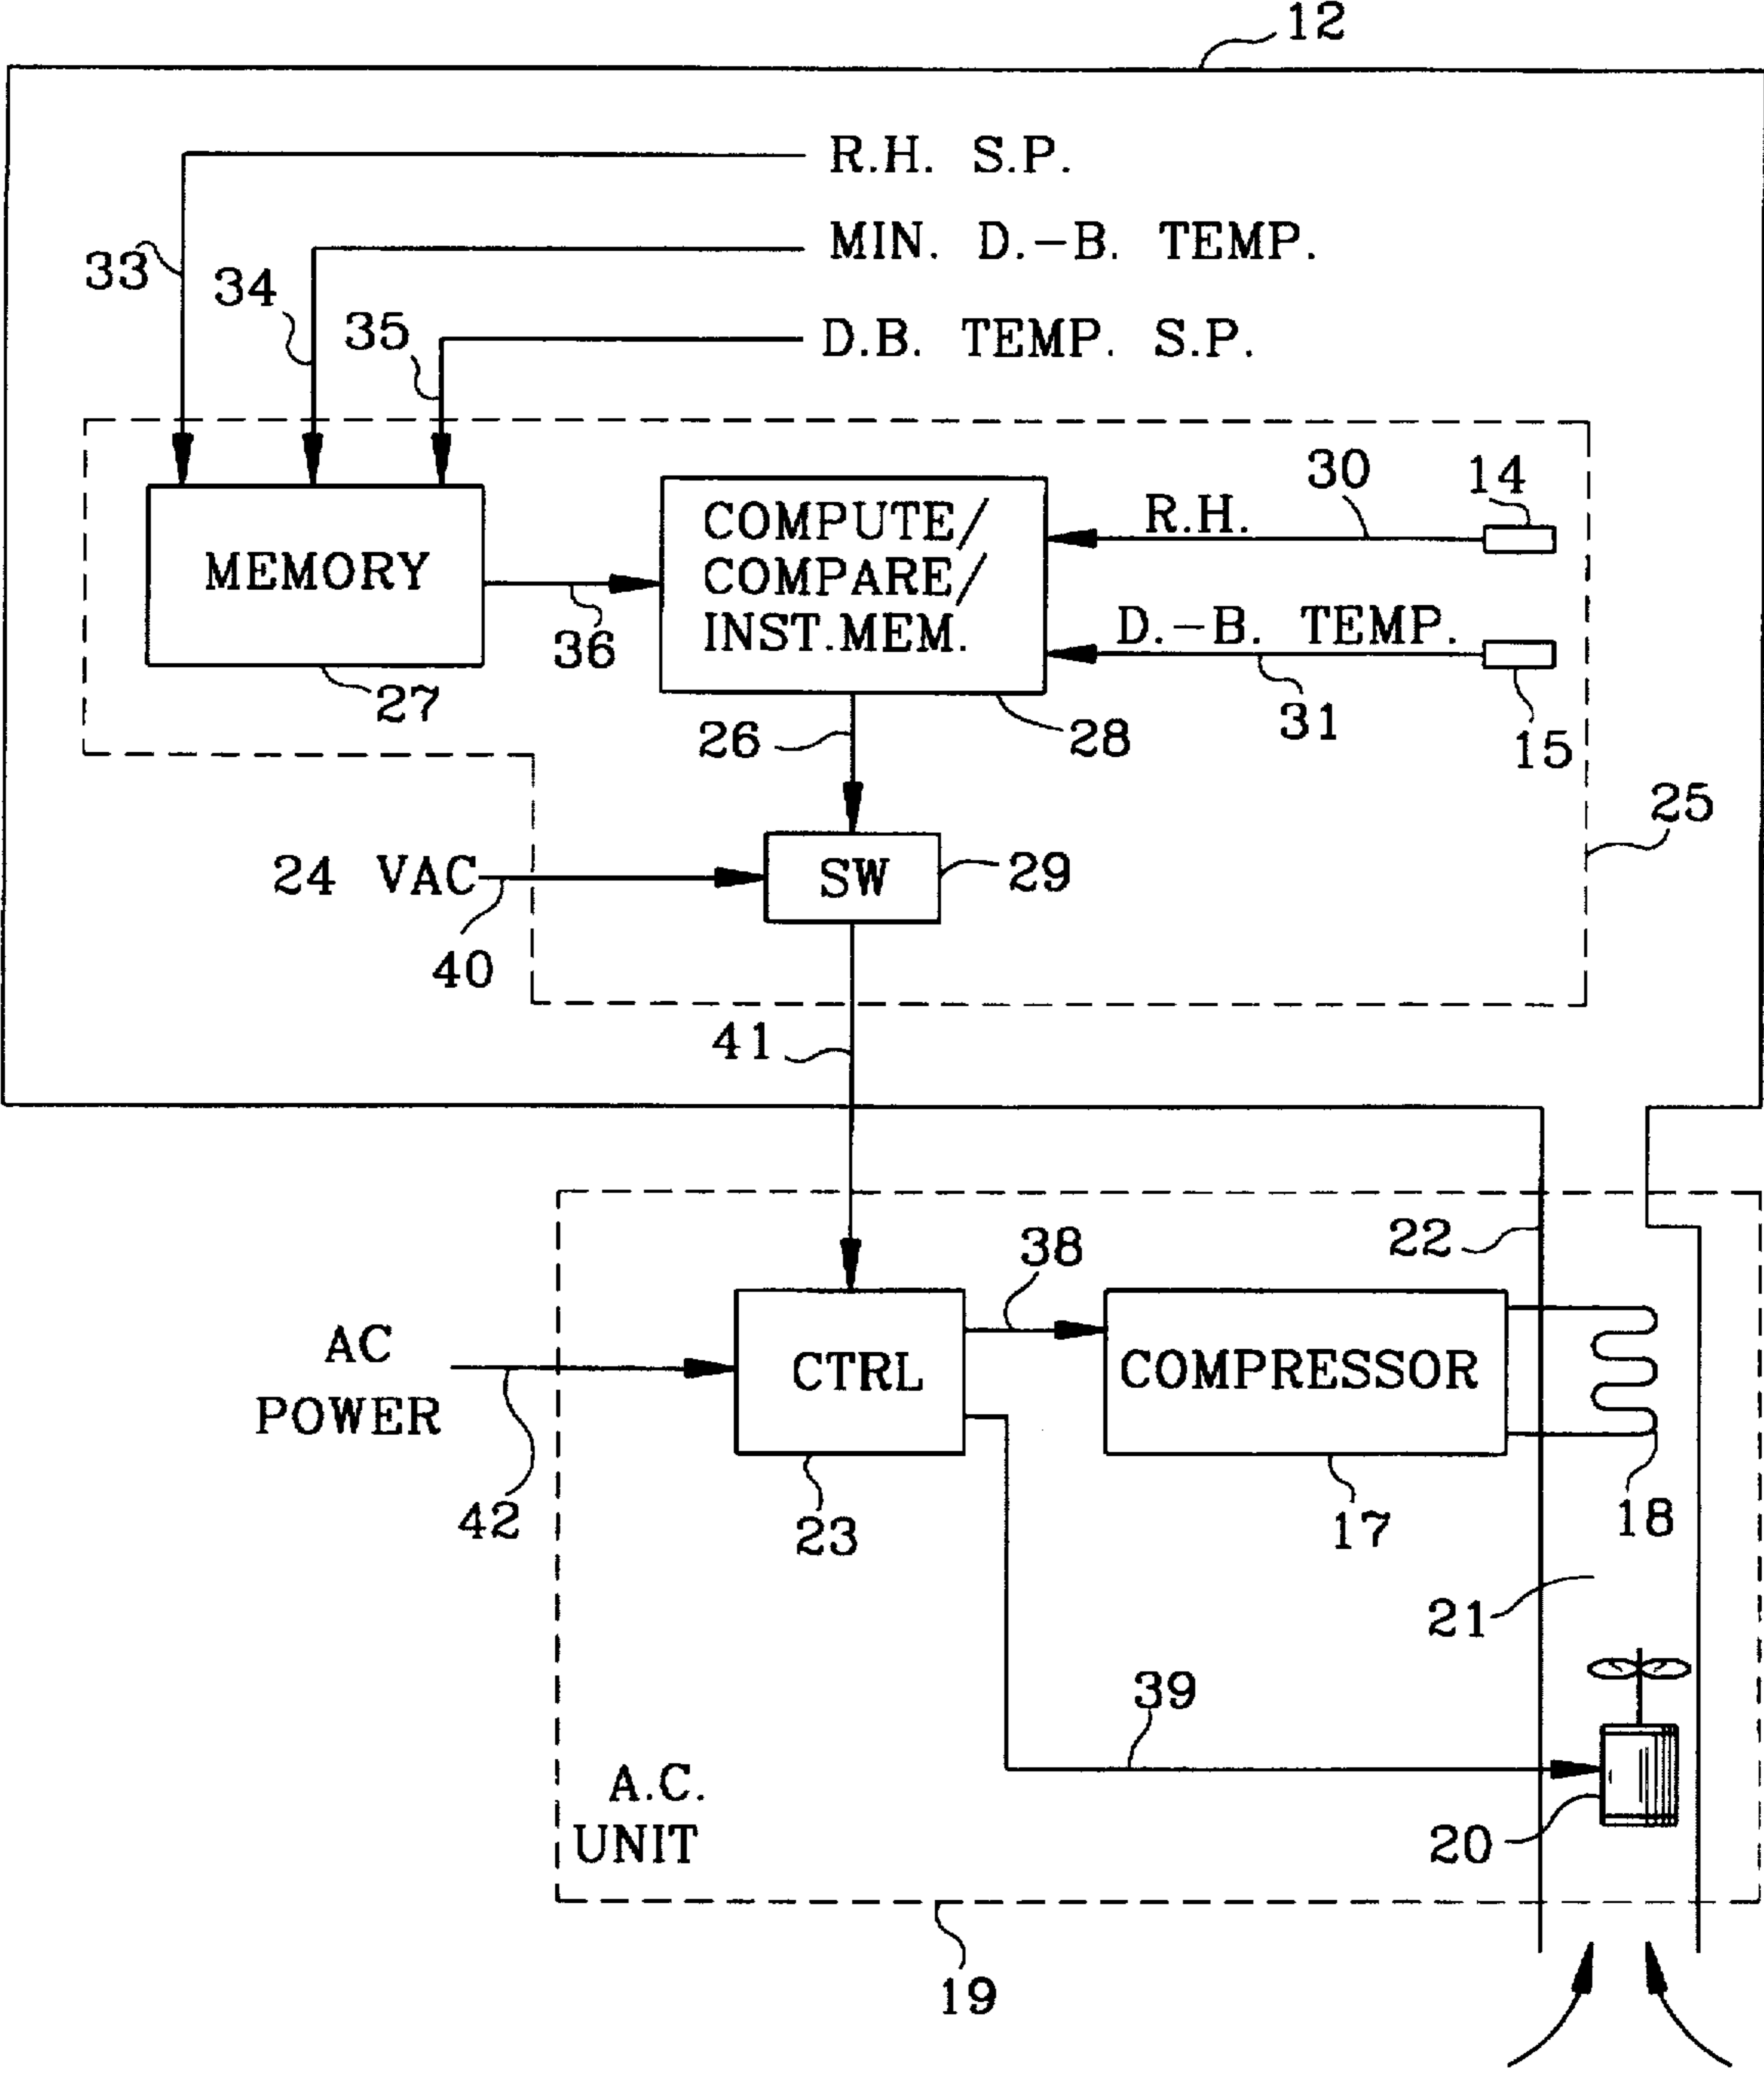 12
R.H. S.P.
MIN. D.-B. TEMP.
33
34
D.B. TEMP. S.P.
35
30
14
R.H.
COMPUTE/
COMPARE/
INST.MEM.
MEMORY
D.-B. TEMP.
36
27
26
28
31
15
25
24 VAC
SW
29
40
41
22
38
AC
POWER
CTRL
COMPRESSOR
42
23
17
18
21
39
A.C.
UNIT
20
19